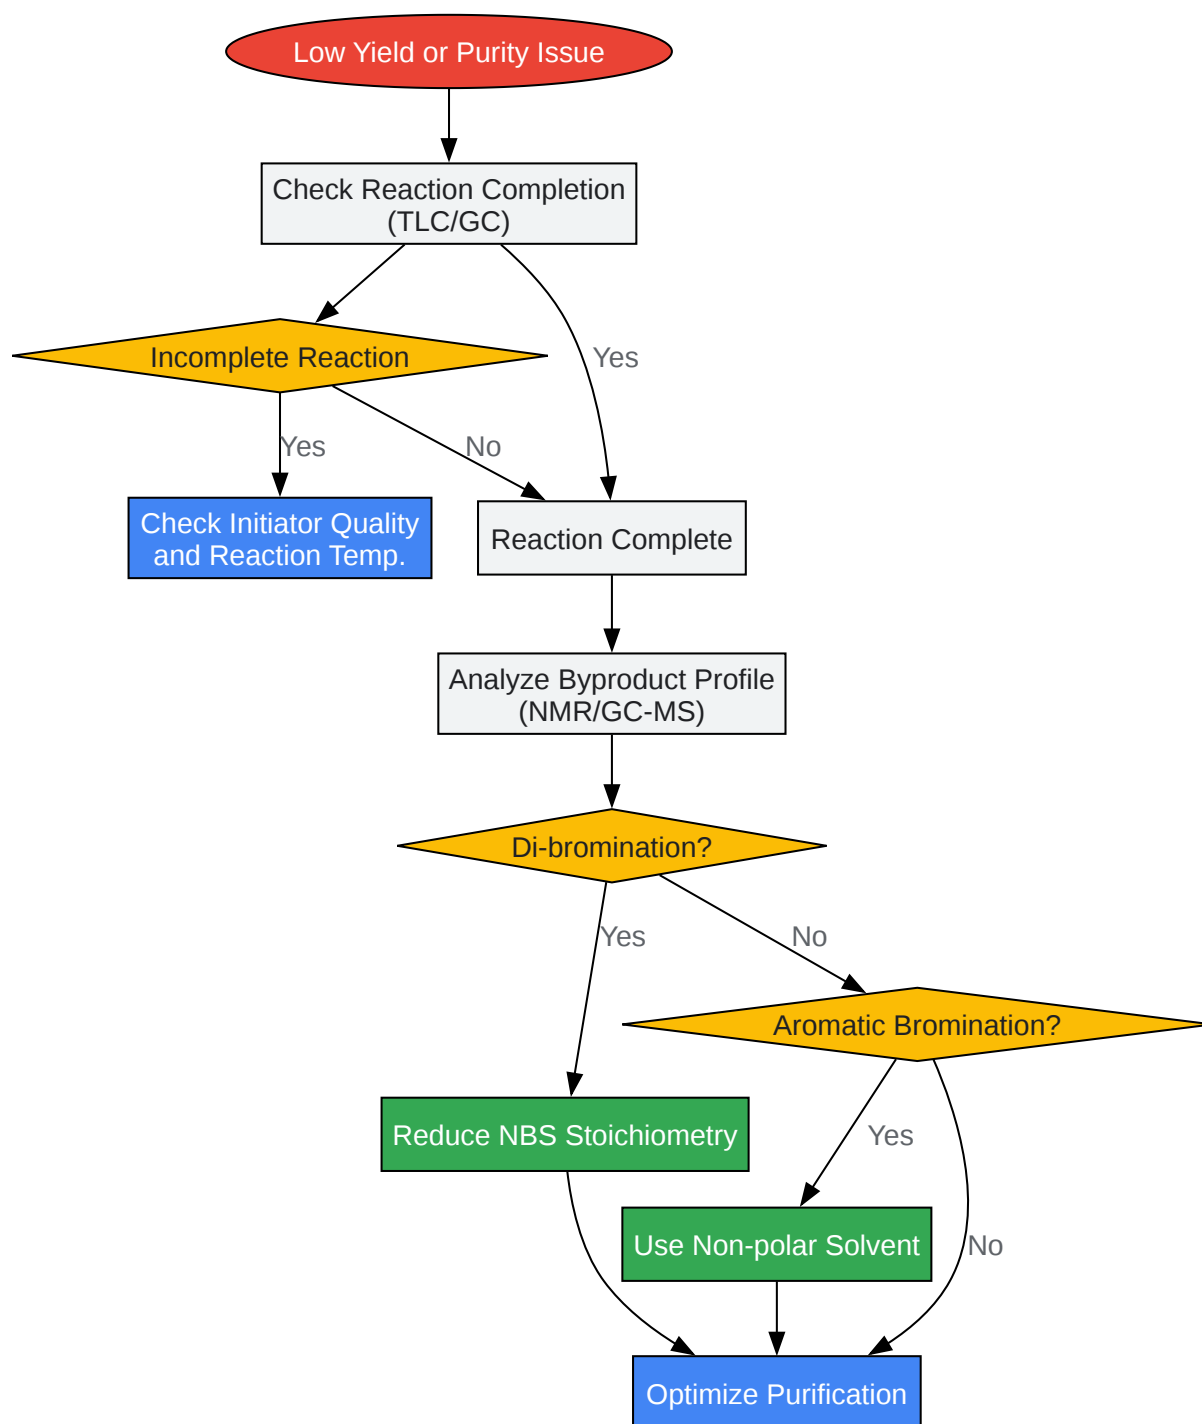 Low Yield or Purity Issue
Check Reaction Completion
(TLC/GC)
Incomplete Reaction
Yes
Yes
No
Check Initiator Quality
and Reaction Temp.
Reaction Complete
Analyze Byproduct Profile
(NMR/GC-MS)
Di-bromination?
Yes
No
Aromatic Bromination?
Reduce NBS Stoichiometry
Yes
Use Non-polar Solvent
No
Optimize Purification